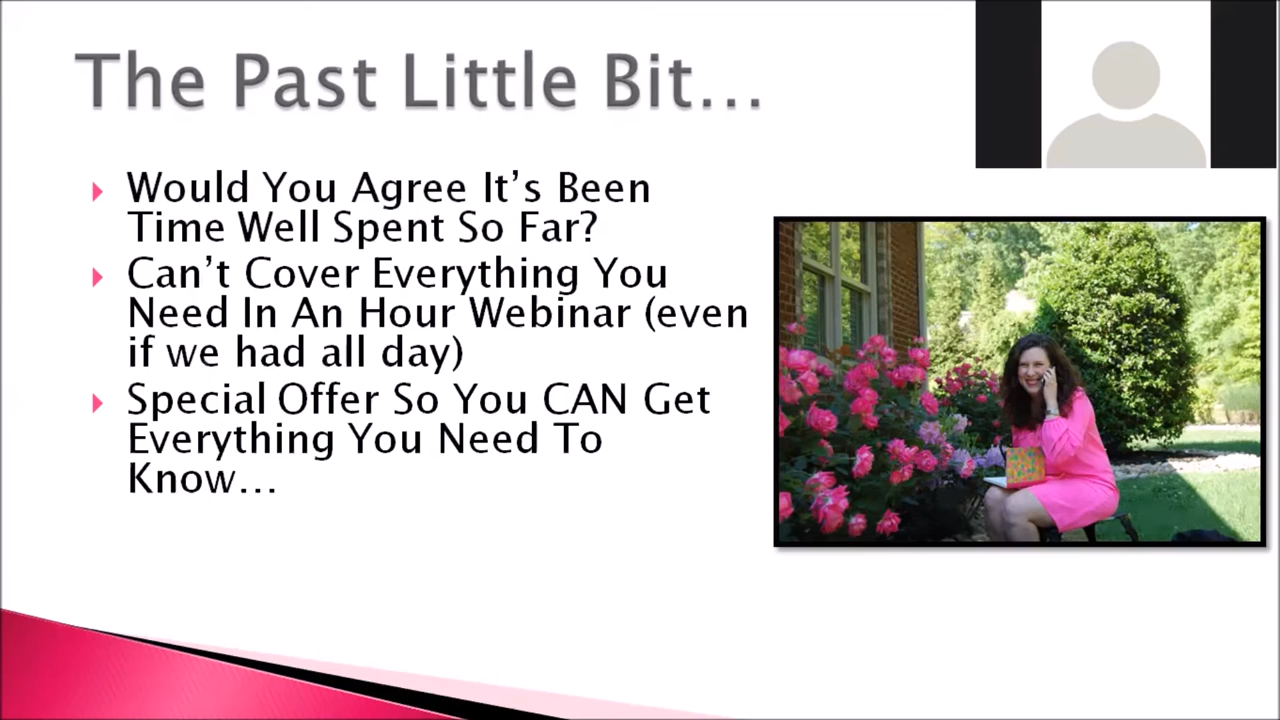 The Past Little Bit...
Would You Agree It’s Been
Time Well Spent So Far?
Can’t Cover Everything You
Need In An Hour Webinar (even
if we had all day)
Special Offer So You CAN Get
Everything You Need To
Know...